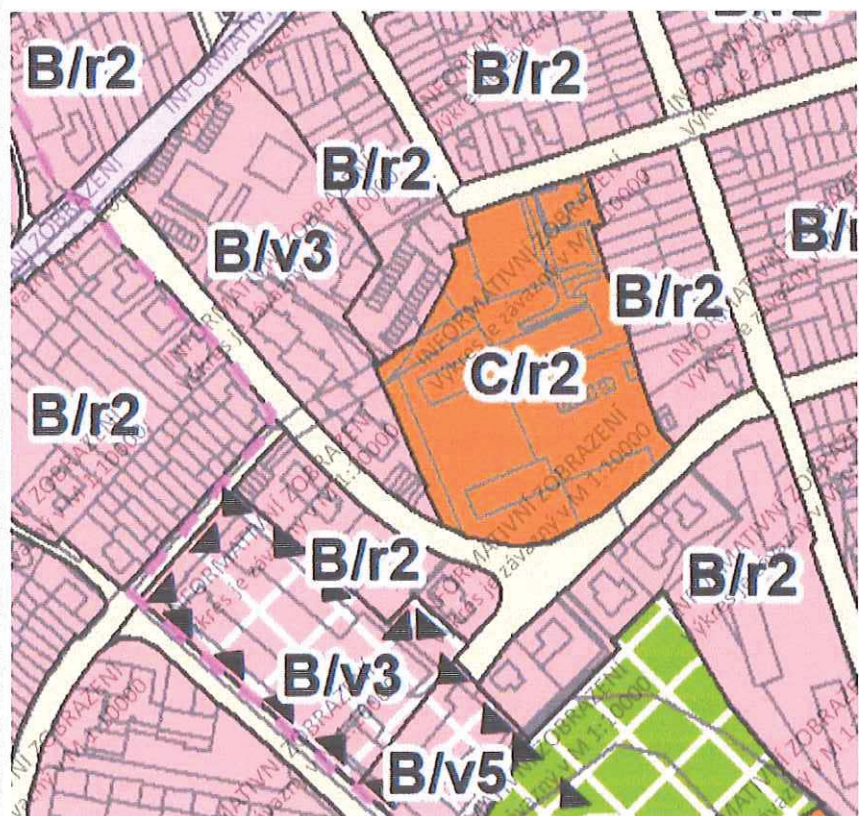 B/r2
B/r2
B/r2
B/v3
B/r2
B/r2
C/r2
B/r2
B/r2
B/v3
B/v5
INFORMATIVNÍ ZOBRAZENÍ
Výkres je závazný v M 1:10000